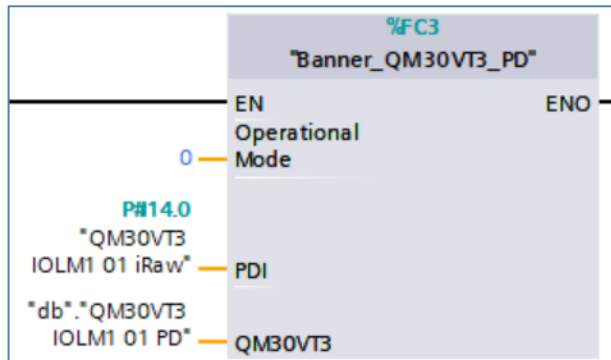 %FC3
"Banner_QM30VT3_PD"
EN
ENO
Operational
Mode
0
P#I14.0
"QM30VT3
IOLM1 01 iRaw"
PDI
"db"."QM30VT3
IOLM1 01 PD"
QM30VT3